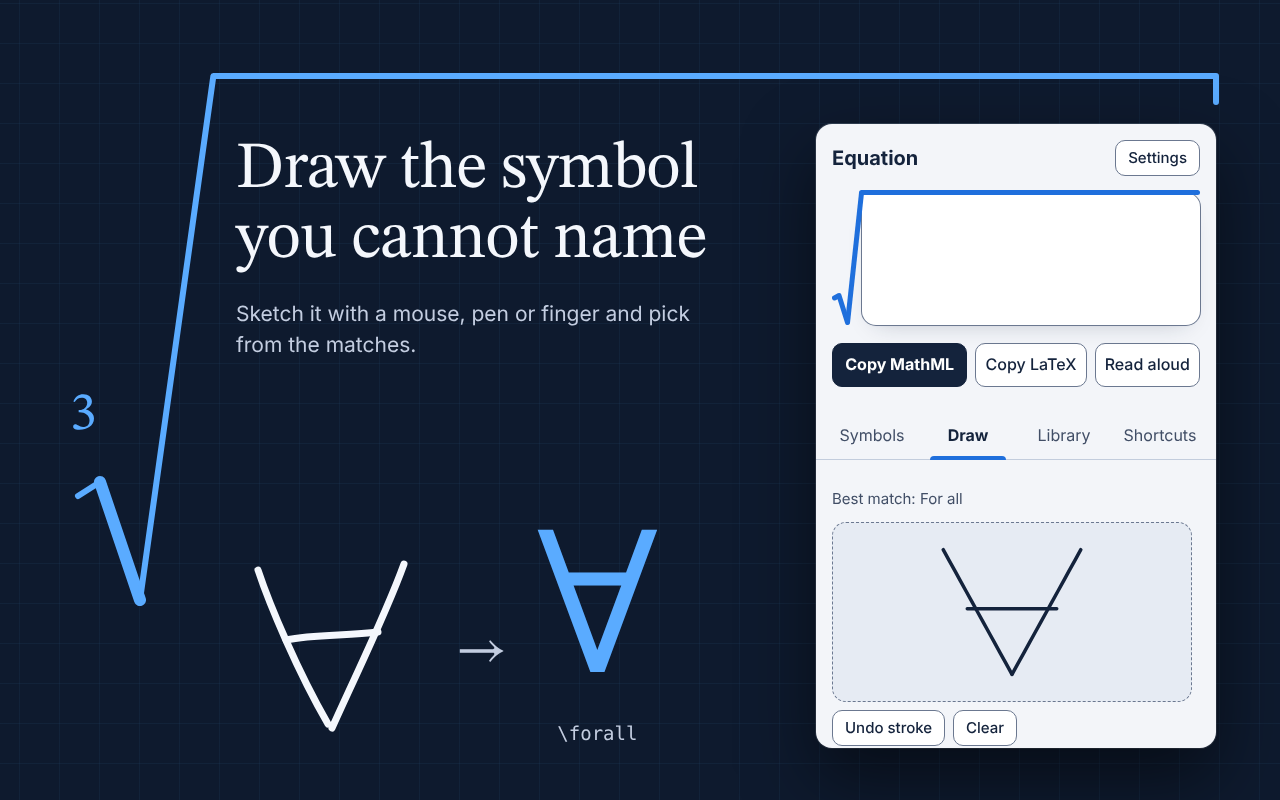 Draw the symbol
you cannot name
Sketch it with a mouse, pen or finger and pick
from the matches.
3
√
∀ → ∀
\forall
Equation
Settings
√
Copy MathML
Copy LaTeX
Read aloud
Symbols
Draw
Library
Shortcuts
Best match: For all
∀
Undo stroke
Clear